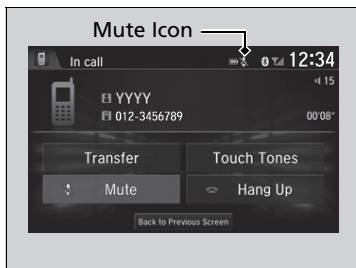 Mute Icon
In call 12:34
15
YYYY
012-3456789 00'08"
Transfer Touch Tones
Mute Hang Up
Back to Previous Screen